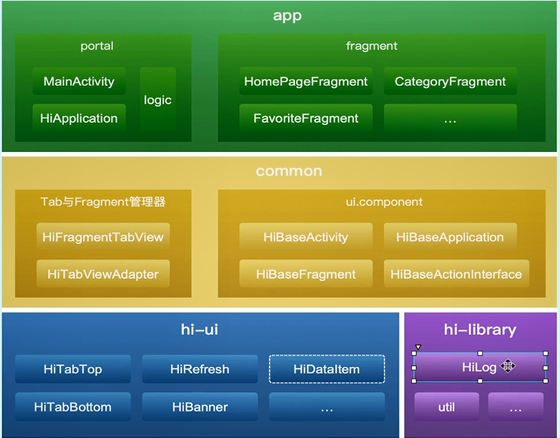 app
portal
MainActivity
HiApplication
logic
fragment
HomePageFragment
CategoryFragment
FavoriteFragment
...
common
Tab与Fragment管理器
HiFragmentTabView
HiTabViewAdapter
ui.component
HiBaseActivity
HiBaseApplication
HiBaseFragment
HiBaseActionInterface
hi-ui
HiTabTop
HiRefresh
HiDataItem
HiTabBottom
HiBanner
...
hi-library
HiLog
util
...